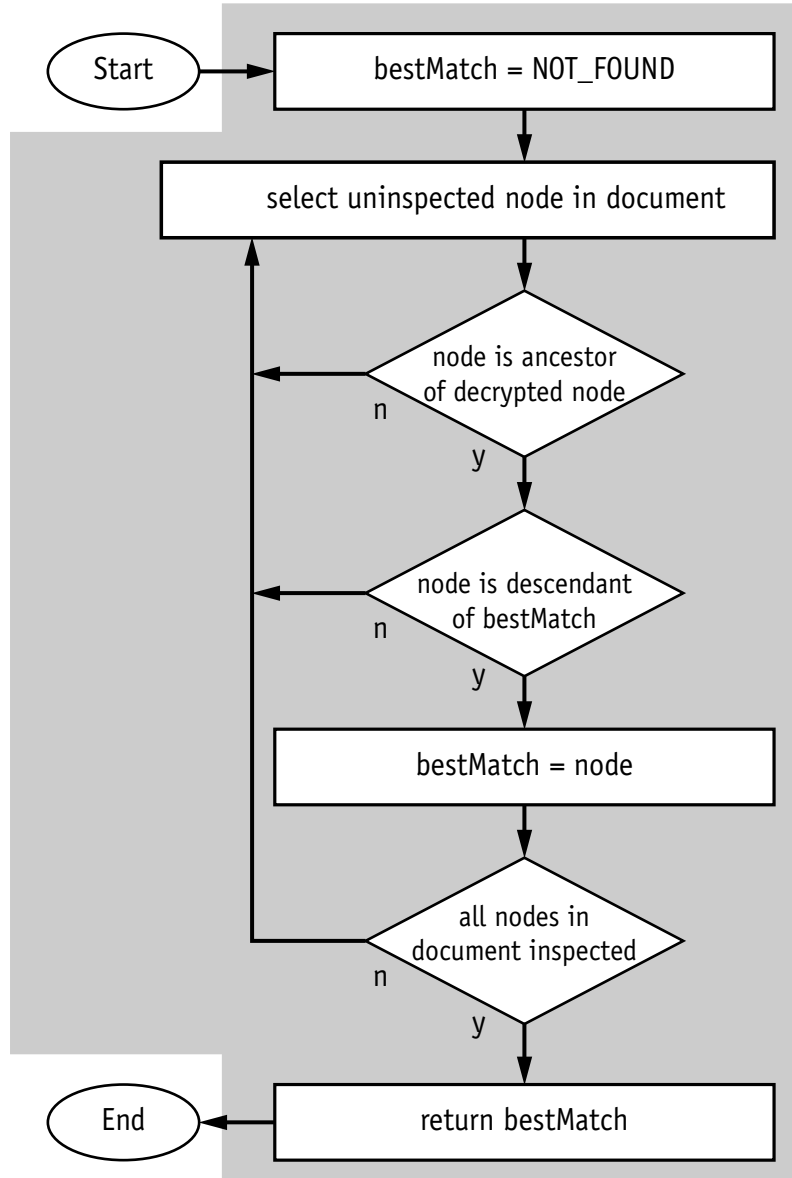 Start
bestMatch = NOT_FOUND
select uninspected node in document
node is ancestor
of decrypted node
n
y
node is descendant
of bestMatch
n
y
bestMatch = node
all nodes in
document inspected
n
y
End
return bestMatch